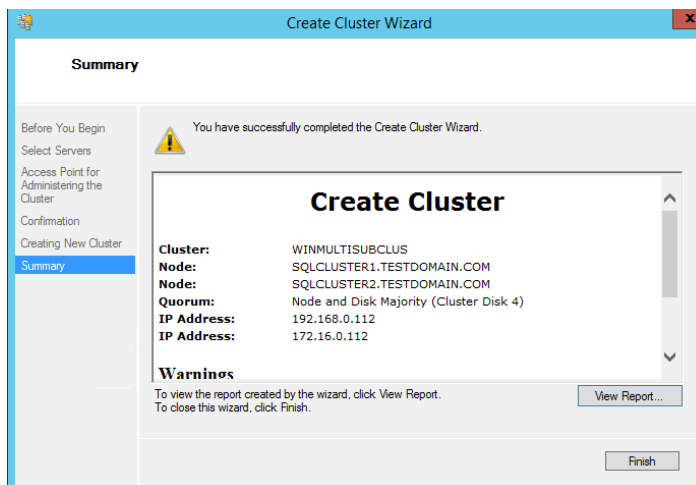 Create Cluster Wizard
x
Summary
Before You Begin
Select Servers
Access Point for
Administering the
Cluster
Confirmation
Creating New Cluster
Summary
You have successfully completed the Create Cluster Wizard.
Create Cluster
Cluster: WINMULTISUBCLUS
Node: SQLCLUSTER1.TESTDOMAIN.COM
Node: SQLCLUSTER2.TESTDOMAIN.COM
Quorum: Node and Disk Majority (Cluster Disk 4)
IP Address: 192.168.0.112
IP Address: 172.16.0.112
Warnings
To view the report created by the wizard, click View Report.
To close this wizard, click Finish.
View Report...
Finish